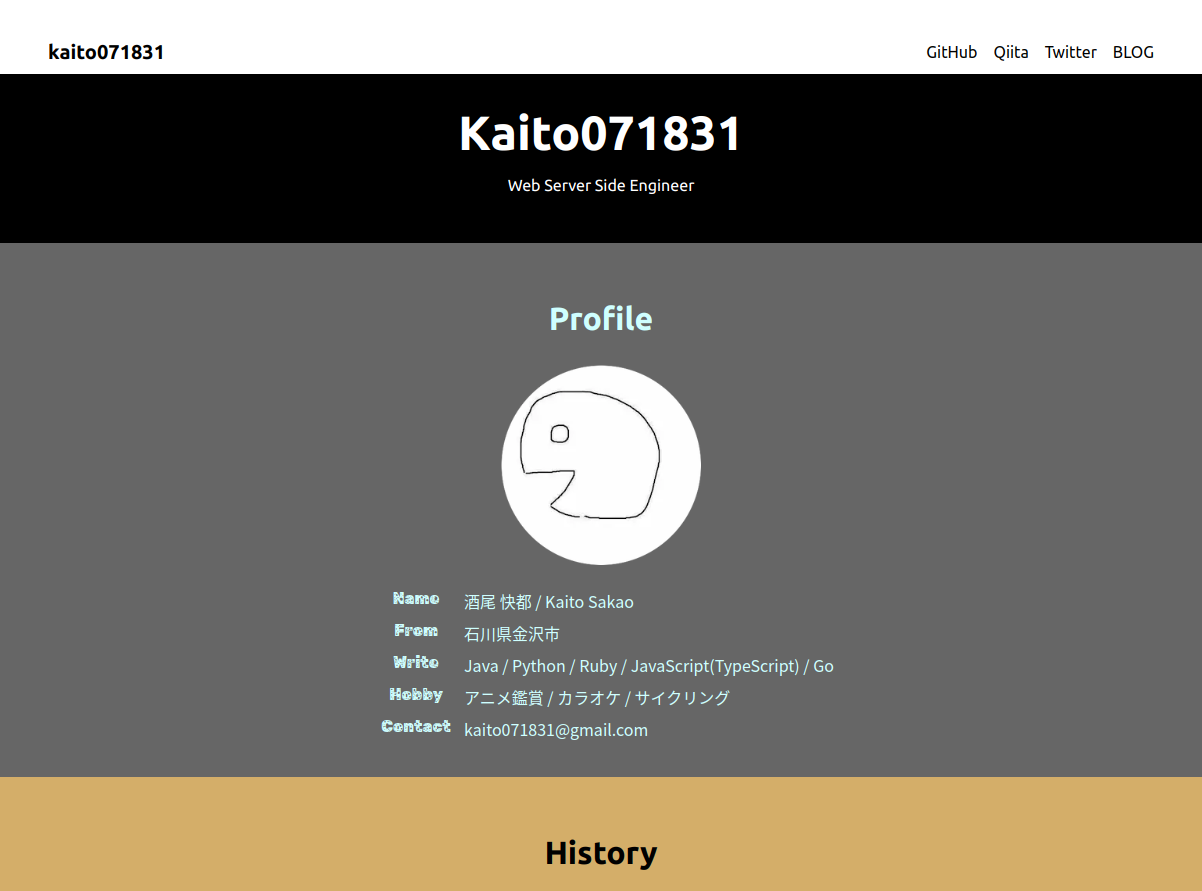 kaito071831 GitHub Qiita Twitter BLOG
Kaito071831
Web Server Side Engineer
Profile
Name 酒尾 快都 / Kaito Sakao
From 石川県金沢市
Write Java / Python / Ruby / JavaScript(TypeScript) / Go
Hobby アニメ鑑賞 / カラオケ / サイクリング
Contact kaito071831@gmail.com
History